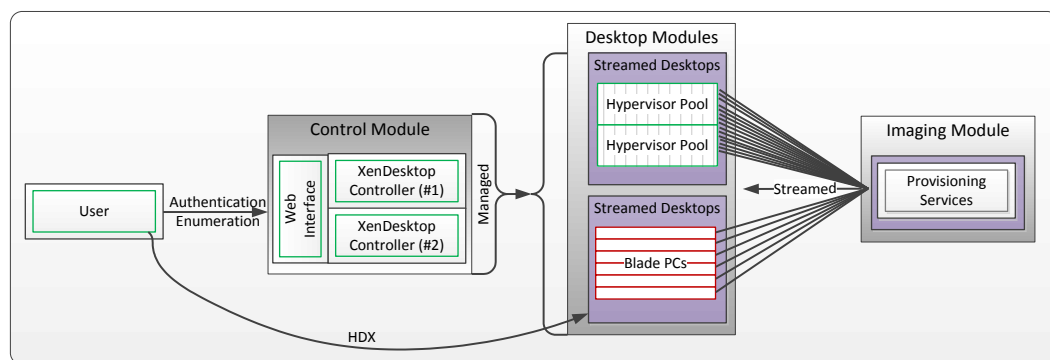 User
Authentication
Enumeration
Control Module
Web
Interface
XenDesktop
Controller (#1)
XenDesktop
Controller (#2)
Managed
HDX
Desktop Modules
Streamed Desktops
Hypervisor Pool
Hypervisor Pool
Streamed Desktops
Blade PCs
Streamed
Imaging Module
Provisioning
Services